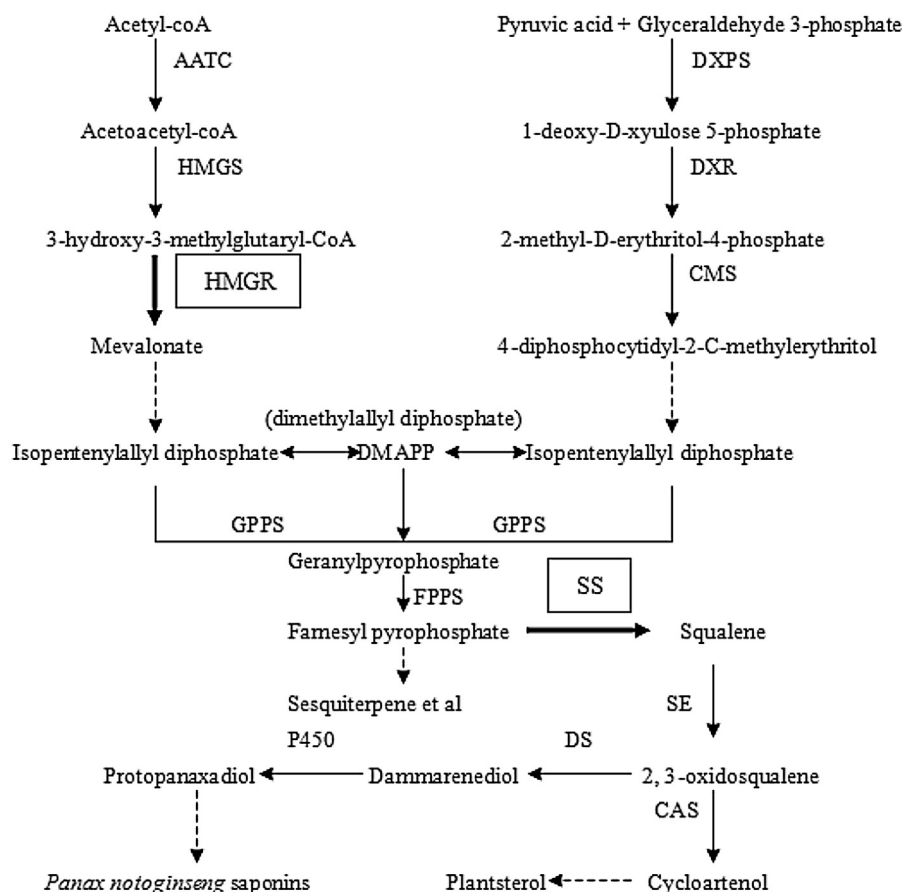 Acetyl-coA
Pyruvic acid + Glyceraldehyde 3-phosphate
AATC
DXPS
Acetoacetyl-coA
1-deoxy-D-xyulose 5-phosphate
HMGS
DXR
3-hydroxy-3-methylglutaryl-CoA
2-methyl-D-erythritol-4-phosphate
HMGR
CMS
Mevalonate
4-diphosphocytidyl-2-C-methylerythritol
(dimethylallyl diphosphate)
Isopentenylallyl diphosphate
DMAPP
Isopentenylallyl diphosphate
GPPS
GPPS
Geranylpyrophosphate
SS
FPPS
Farnesyl pyrophosphate
Squalene
Sesquiterpene et al
SE
P450
DS
Protopanaxadiol
Dammarenediol
2, 3-oxidosqualene
CAS
Panax notoginseng saponins
Plantsterol
Cycloartenol